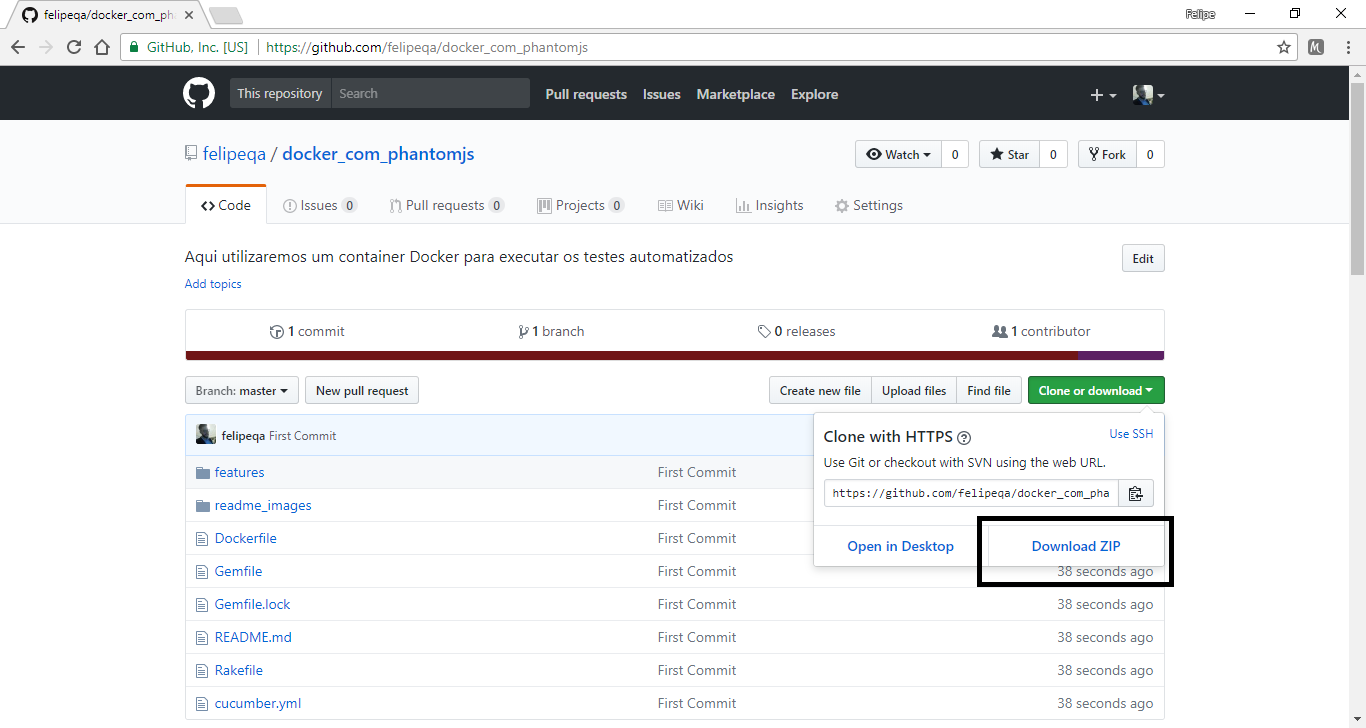 felipeqa/docker_com_ph
Felipe
GitHub, Inc. [US] https://github.com/felipeqa/docker_com_phantomjs
M
This repository Search Pull requests Issues Marketplace Explore
felipeqa / docker_com_phantomjs
Watch 0 Star 0 Fork 0
Code Issues 0 Pull requests 0 Projects 0 Wiki Insights Settings
Aqui utilizaremos um container Docker para executar os testes automatizados
Edit
Add topics
1 commit 1 branch 0 releases 1 contributor
Branch: master New pull request Create new file Upload files Find file Clone or download
felipeqa First Commit
Clone with HTTPS ? Use SSH
Use Git or checkout with SVN using the web URL.
https://github.com/felipeqa/docker_com_pha
Open in Desktop Download ZIP
features First Commit
readme_images First Commit
Dockerfile First Commit
Gemfile First Commit 38 seconds ago
Gemfile.lock First Commit 38 seconds ago
README.md First Commit 38 seconds ago
Rakefile First Commit 38 seconds ago
cucumber.yml First Commit 38 seconds ago